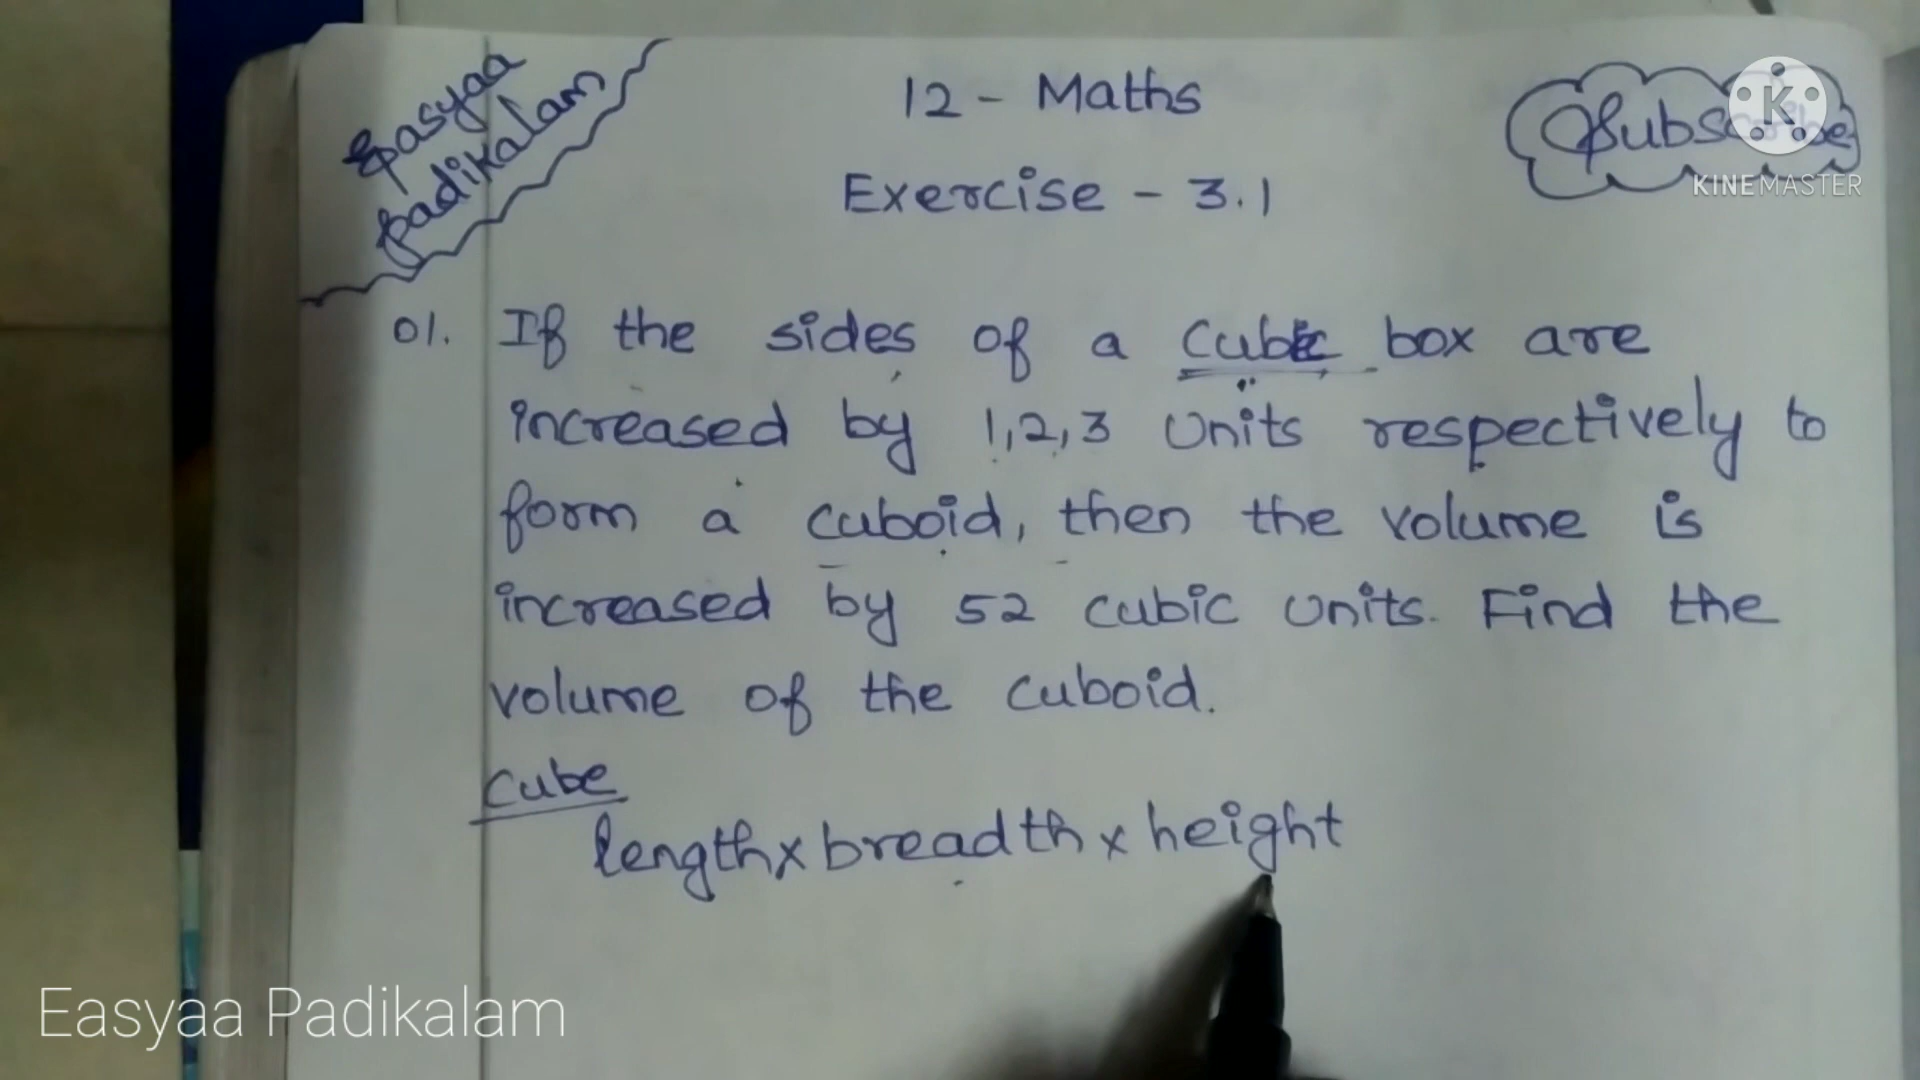 Easyaa
padikalam
12 - Maths
Exercise - 3.1
Subscribe
K
KINEMASTER
01. If the sides of a cubic box are
increased by 1,2,3 units respectively to
form a cuboid, then the volume is
increased by 52 cubic units. Find the
volume of the cuboid.
Cube
length x breadth x height
Easyaa Padikalam